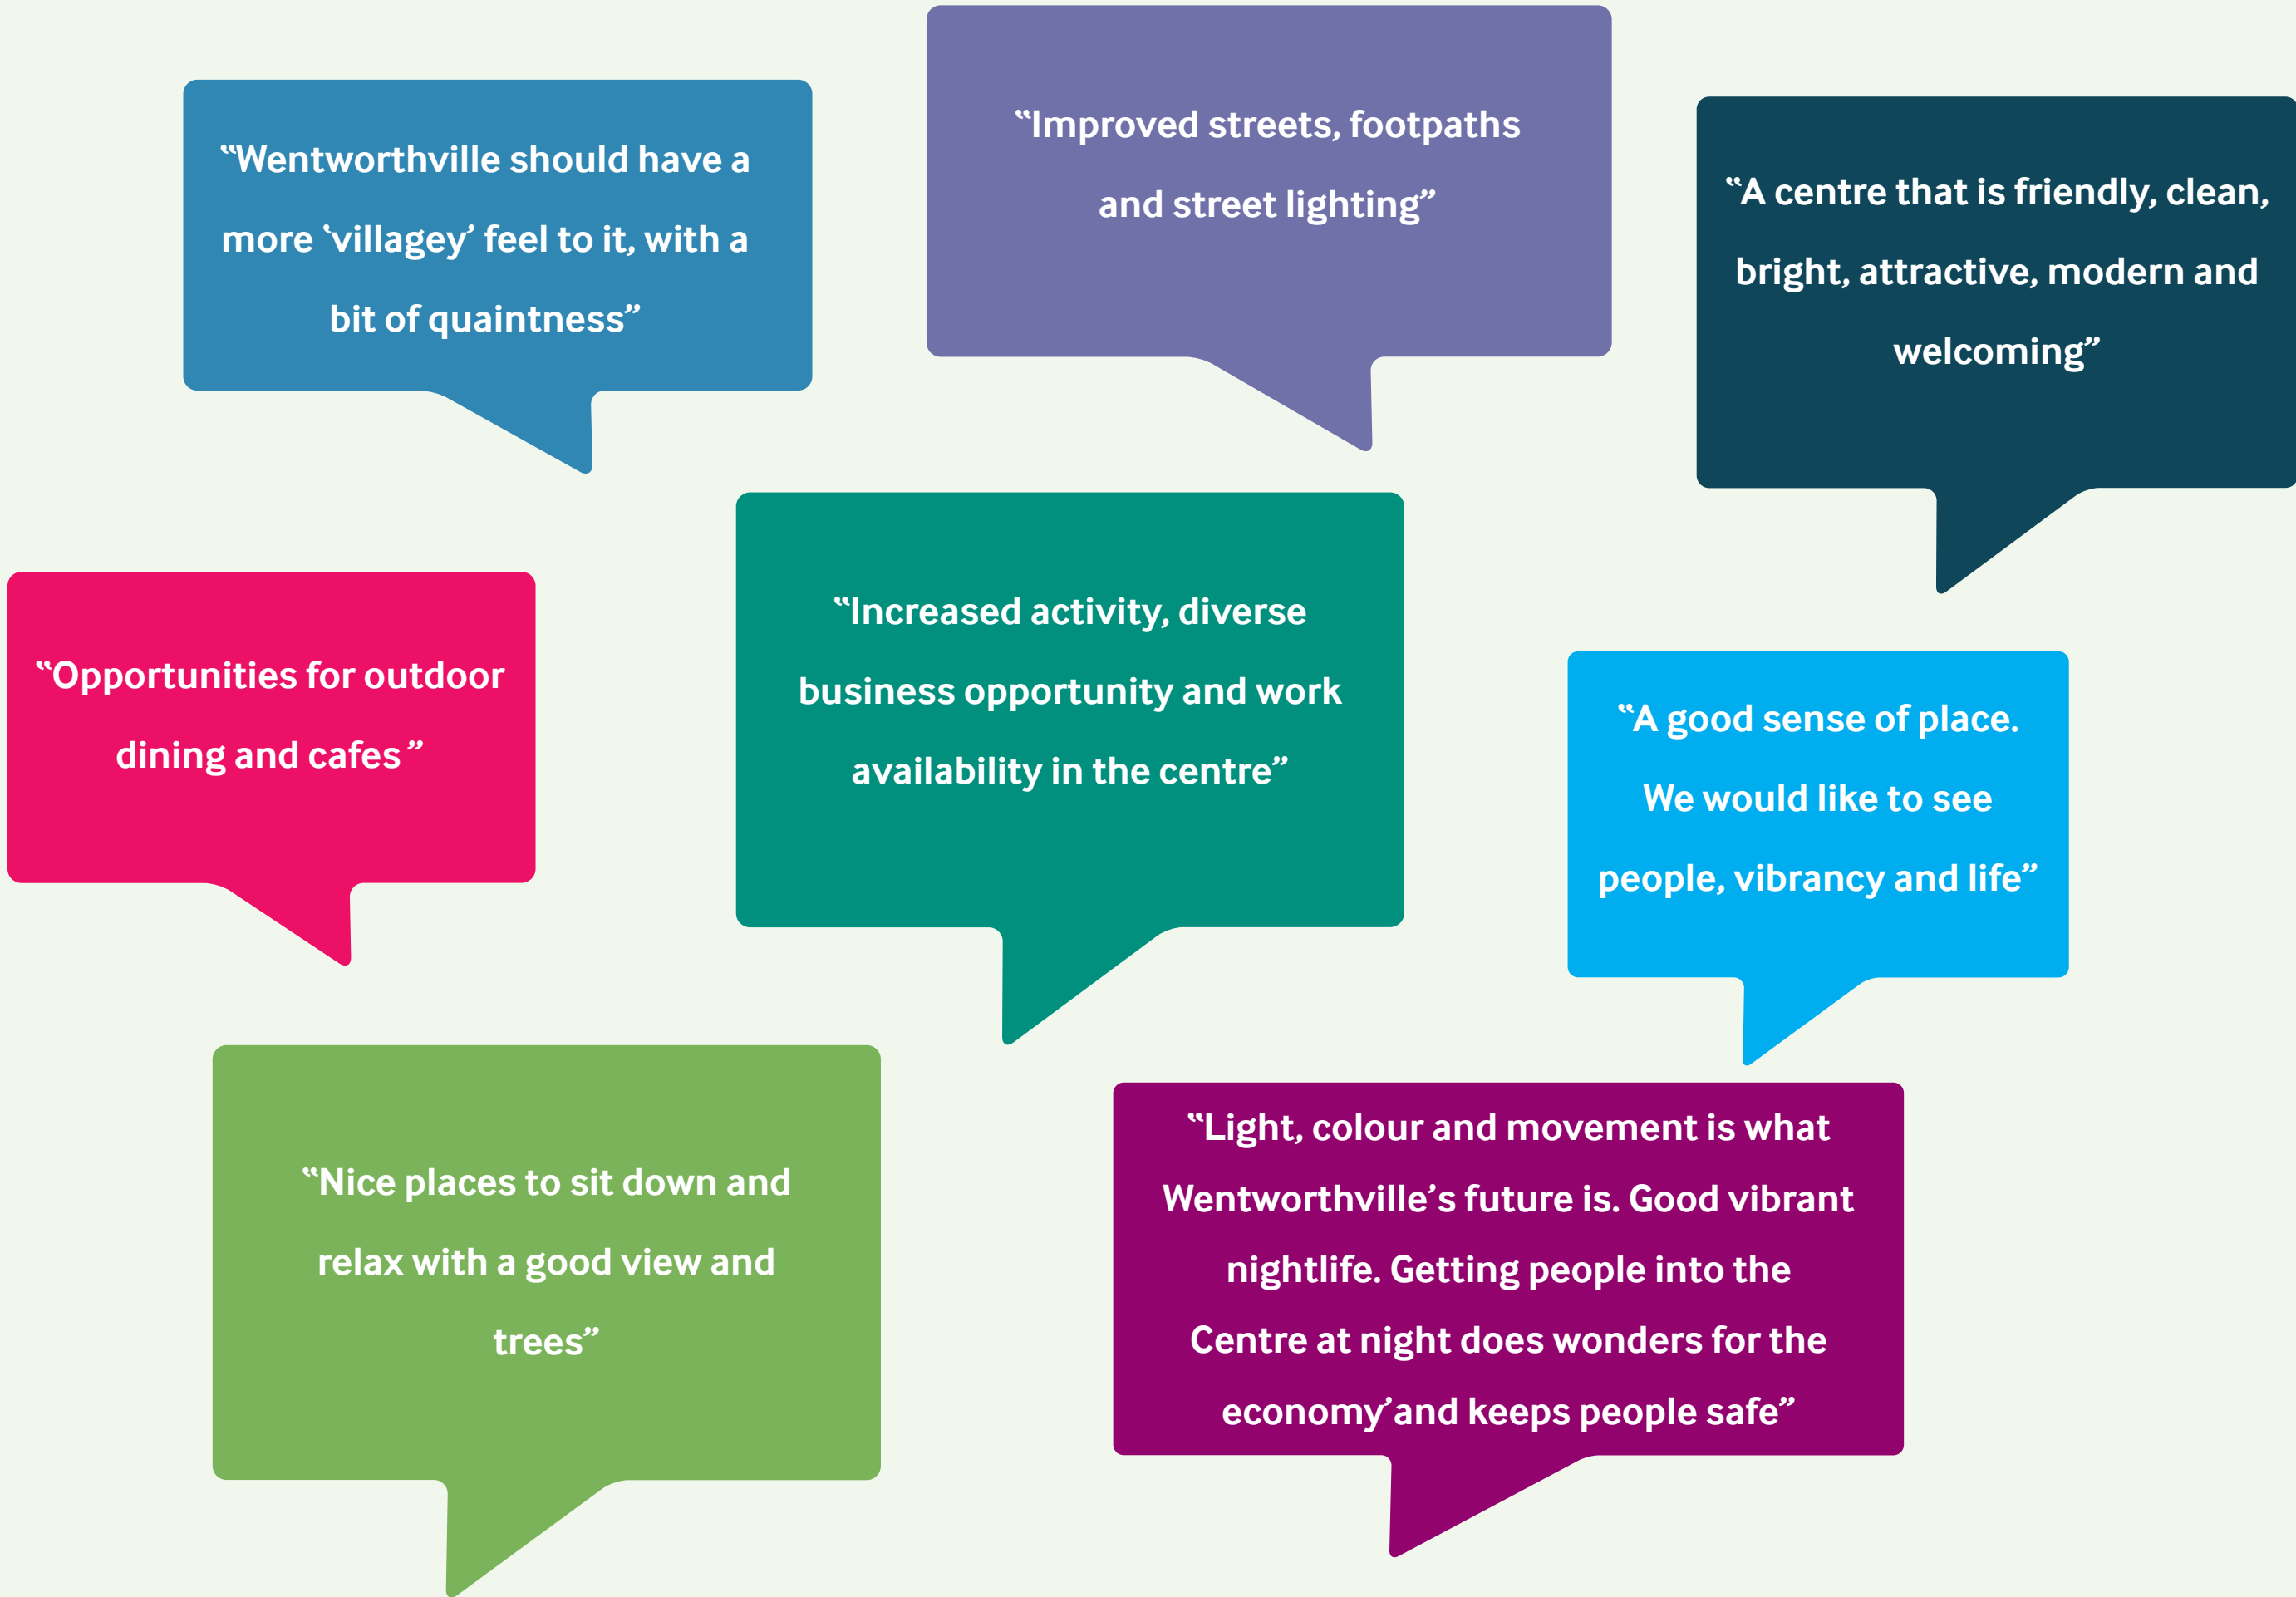 “Wentworthville should have a
more ‘villagey’ feel to it, with a
bit of quaintness”
“Improved streets, footpaths
and street lighting”
“A centre that is friendly, clean,
bright, attractive, modern and
welcoming”
“Opportunities for outdoor
dining and cafes”
“Increased activity, diverse
business opportunity and work
availability in the centre”
“A good sense of place.
We would like to see
people, vibrancy and life”
“Nice places to sit down and
relax with a good view and
trees”
“Light, colour and movement is what
Wentworthville’s future is. Good vibrant
nightlife. Getting people into the
Centre at night does wonders for the
economy’and keeps people safe”